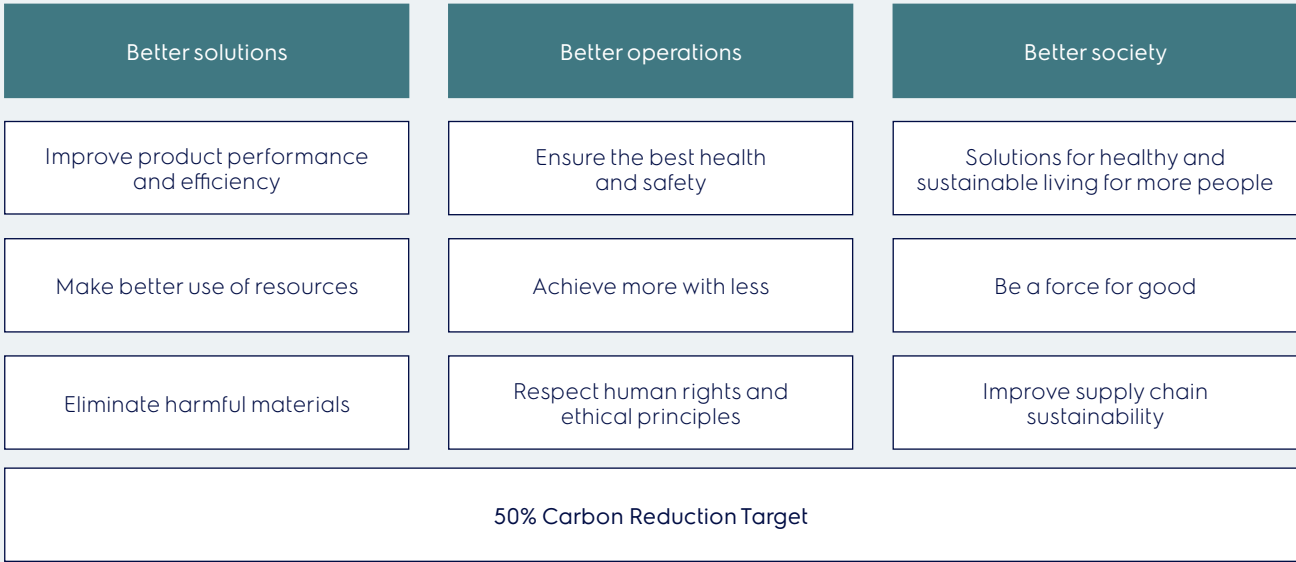 Better solutions
Better operations
Better society
Improve product performance
and efficiency
Ensure the best health
and safety
Solutions for healthy and
sustainable living for more people
Make better use of resources
Achieve more with less
Be a force for good
Eliminate harmful materials
Respect human rights and
ethical principles
Improve supply chain
sustainability
50% Carbon Reduction Target